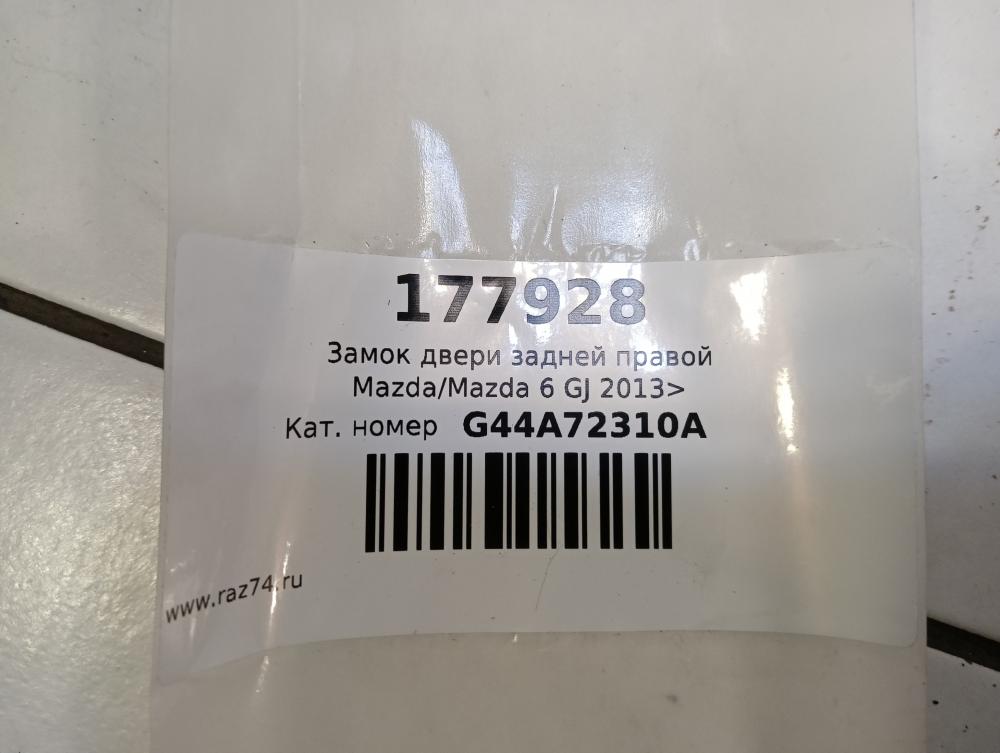 177928
Замок двери задней правой
Mazda/Mazda 6 GJ 2013>
Кат. номер G44A72310A
www.raz74.ru